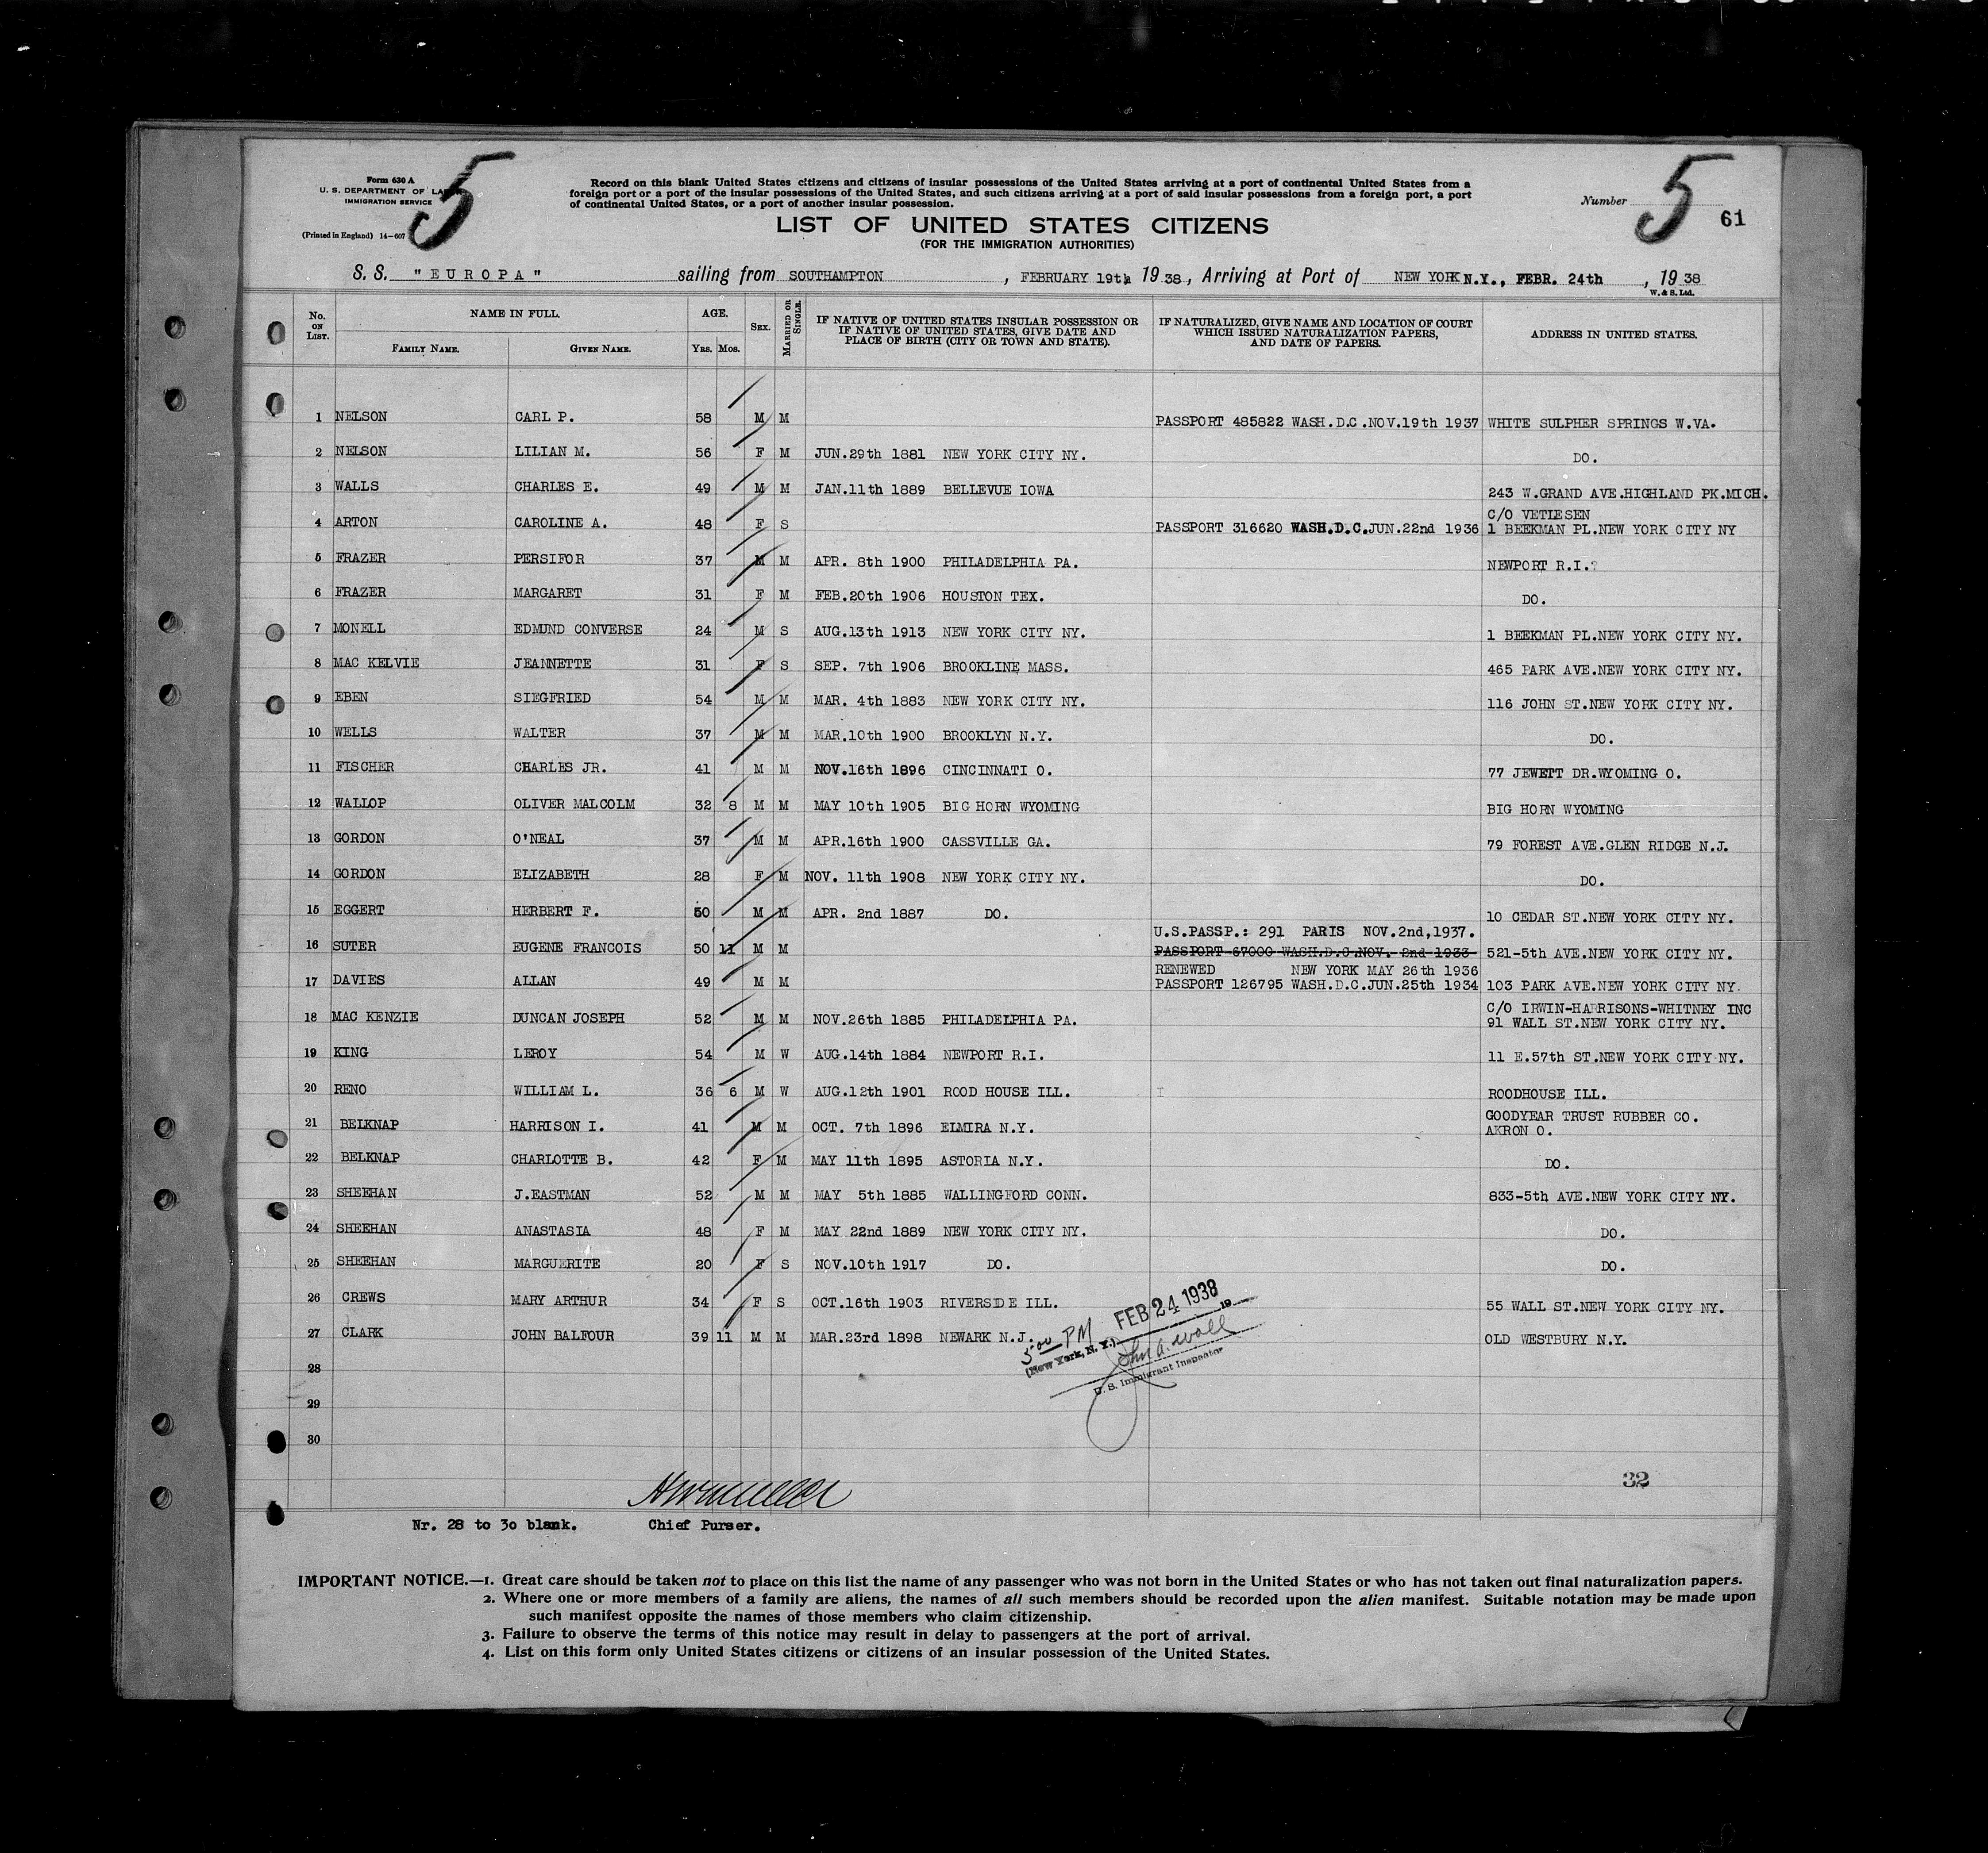 Form 630 A
U. S. DEPARTMENT OF LABOR
IMMIGRATION SERVICE
(Printed in England) 14-607
5
Record on this blank United States citizens and citizens of insular possessions of the United States arriving at a port of continental United States from a
foreign port or a port of the insular possessions of the United States, and such citizens arriving at a port of said insular possessions from a foreign port, a port
of continental United States, or a port of another insular possession.
LIST OF UNITED STATES CITIZENS
(FOR THE IMMIGRATION AUTHORITIES)
Number 5 61
S. S. "EUROPA" sailing from SOUTHAMPTON, FEBRUARY 19th 1938, Arriving at Port of NEW YORK N.Y., FEBR. 24th, 1938
W. & S. Ltd.
No. ON LIST. NAME IN FULL. FAMILY NAME. GIVEN NAME. AGE. YRS. MOS. SEX. MARRIED OR SINGLE. IF NATIVE OF UNITED STATES INSULAR POSSESSION OR IF NATIVE OF UNITED STATES, GIVE DATE AND PLACE OF BIRTH (CITY OR TOWN AND STATE). IF NATURALIZED, GIVE NAME AND LOCATION OF COURT WHICH ISSUED NATURALIZATION PAPERS, AND DATE OF PAPERS. ADDRESS IN UNITED STATES.
1 NELSON CARL P. 58 M M PASSPORT 485822 WASH.D.C.NOV.19th 1937 WHITE SULPHER SPRINGS W.VA.
2 NELSON LILIAN M. 56 F M JUN.29th 1881 NEW YORK CITY NY. DO.
3 WALLS CHARLES E. 49 M M JAN.11th 1889 BELLEVUE IOWA 243 W.GRAND AVE.HIGHLAND PK.MICH.
C/O VETLESEN
4 ARTON CAROLINE A. 48 F S PASSPORT 316620 WASH.D.C.JUN.22nd 1936 1 BEEKMAN PL.NEW YORK CITY NY
5 FRAZER PERSIFOR 37 M M APR. 8th 1900 PHILADELPHIA PA. NEWPORT R.I.
6 FRAZER MARGARET 31 F M FEB.20th 1906 HOUSTON TEX. DO.
7 MONELL EDMUND CONVERSE 24 M S AUG.13th 1913 NEW YORK CITY NY. 1 BEEKMAN PL.NEW YORK CITY NY.
8 MAC KELVIE JEANNETTE 31 F S SEP. 7th 1906 BROOKLINE MASS. 465 PARK AVE.NEW YORK CITY NY.
9 EBEN SIEGFRIED 54 M M MAR. 4th 1883 NEW YORK CITY NY. 116 JOHN ST.NEW YORK CITY NY.
10 WELLS WALTER 37 M M MAR.10th 1900 BROOKLYN N.Y. DO.
11 FISCHER CHARLES JR. 41 M M NOV.16th 1896 CINCINNATI O. 77 JEWETT DR.WYOMING O.
12 WALLOP OLIVER MALCOLM 32 8 M M MAY 10th 1905 BIG HORN WYOMING BIG HORN WYOMING
13 GORDON O'NEAL 37 M M APR.16th 1900 CASSVILLE GA. 79 FOREST AVE.GLEN RIDGE N.J.
14 GORDON ELIZABETH 28 F M NOV. 11th 1908 NEW YORK CITY NY. DO.
15 EGGERT HERBERT F. 50 M M APR. 2nd 1887 DO. 10 CEDAR ST.NEW YORK CITY NY.
U.S.PASSP.: 291 PARIS NOV.2nd,1937.
16 SUTER EUGENE FRANCOIS 50 11 M M PASSPORT 67000 WASH.D.C.NOV. 2nd 1933 521-5th AVE.NEW YORK CITY NY.
RENEWED NEW YORK MAY 26th 1936
17 DAVIES ALLAN 49 M M PASSPORT 126795 WASH.D.C.JUN.25th 1934 103 PARK AVE.NEW YORK CITY NY.
C/O IRWIN-HARRISONS-WHITNEY INC
18 MAC KENZIE DUNCAN JOSEPH 52 M M NOV.26th 1885 PHILADELPHIA PA. 91 WALL ST.NEW YORK CITY NY.
19 KING LEROY 54 M W AUG.14th 1884 NEWPORT R.I. 11 E.57th ST.NEW YORK CITY NY.
20 RENO WILLIAM L. 36 6 M W AUG.12th 1901 ROOD HOUSE ILL. ROODHOUSE ILL.
GOODYEAR TRUST RUBBER CO.
21 BELKNAP HARRISON I. 41 M M OCT. 7th 1896 ELMIRA N.Y. AKRON O.
22 BELKNAP CHARLOTTE B. 42 F M MAY 11th 1895 ASTORIA N.Y. DO.
23 SHEEHAN J.EASTMAN 52 M M MAY 5th 1885 WALLINGFORD CONN. 833-5th AVE.NEW YORK CITY NY.
24 SHEEHAN ANASTASIA 48 F M MAY 22nd 1889 NEW YORK CITY NY. DO.
25 SHEEHAN MARGUERITE 20 F S NOV.10th 1917 DO. DO.
26 CREWS MARY ARTHUR 34 F S OCT.16th 1903 RIVERSIDE ILL. 55 WALL ST.NEW YORK CITY NY.
27 CLARK JOHN BALFOUR 39 11 M M MAR.23rd 1898 NEWARK N.J. OLD WESTBURY N.Y.
5 00 PM FEB 24 1938 19
(New York, N. Y.) John A. Wall
U. S. Immigrant Inspector
28
29
30
32
Nr. 28 to 30 blank. Chief Purser.
IMPORTANT NOTICE.—1. Great care should be taken not to place on this list the name of any passenger who was not born in the United States or who has not taken out final naturalization papers.
2. Where one or more members of a family are aliens, the names of all such members should be recorded upon the alien manifest. Suitable notation may be made upon
such manifest opposite the names of those members who claim citizenship.
3. Failure to observe the terms of this notice may result in delay to passengers at the port of arrival.
4. List on this form only United States citizens or citizens of an insular possession of the United States.